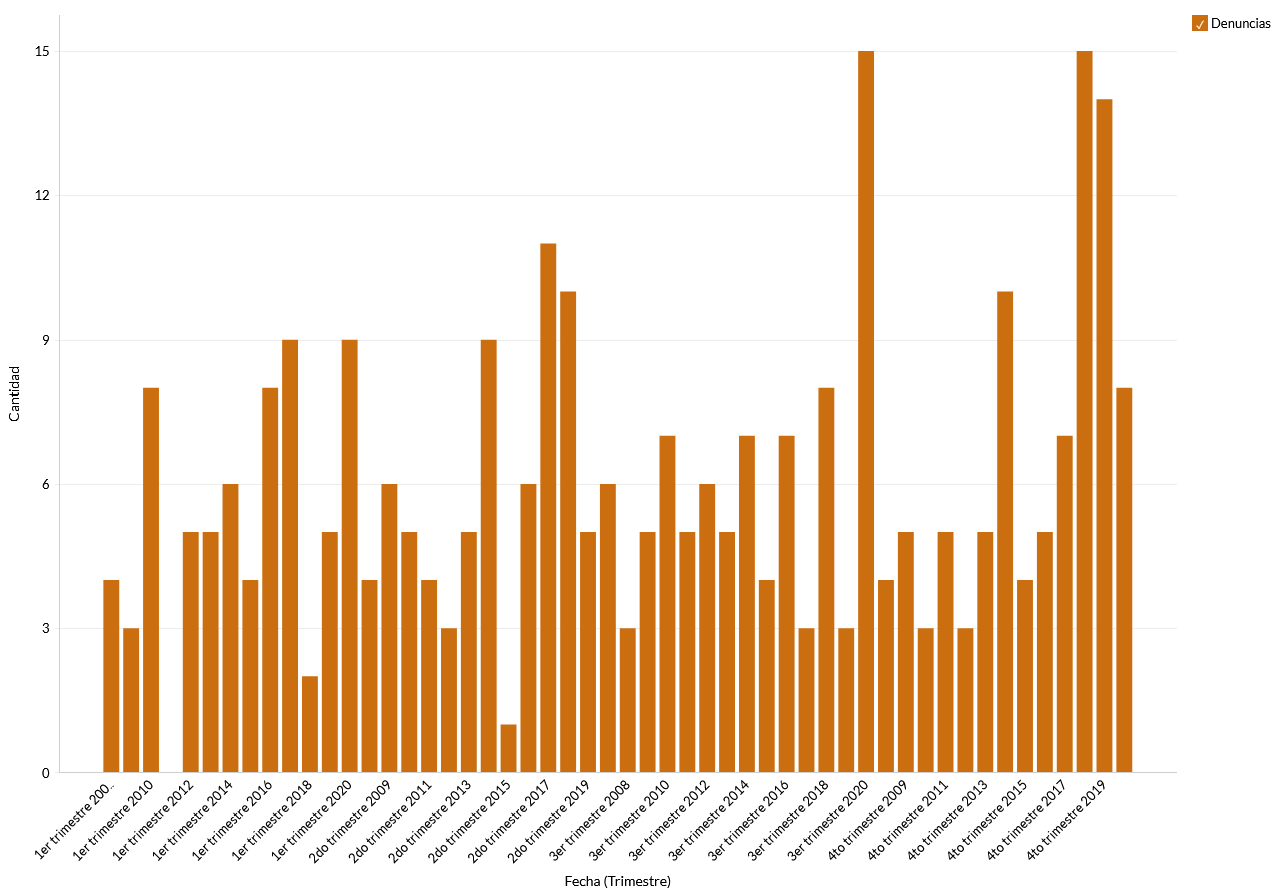 Denuncias
15
12
9
6
3
0
Cantidad
1er trimestre 200..
1er trimestre 2010
1er trimestre 2012
1er trimestre 2014
1er trimestre 2016
1er trimestre 2018
1er trimestre 2020
2do trimestre 2009
2do trimestre 2011
2do trimestre 2013
2do trimestre 2015
2do trimestre 2017
2do trimestre 2019
3er trimestre 2008
3er trimestre 2010
3er trimestre 2012
3er trimestre 2014
3er trimestre 2016
3er trimestre 2018
3er trimestre 2020
4to trimestre 2009
4to trimestre 2011
4to trimestre 2013
4to trimestre 2015
4to trimestre 2017
4to trimestre 2019
Fecha (Trimestre)